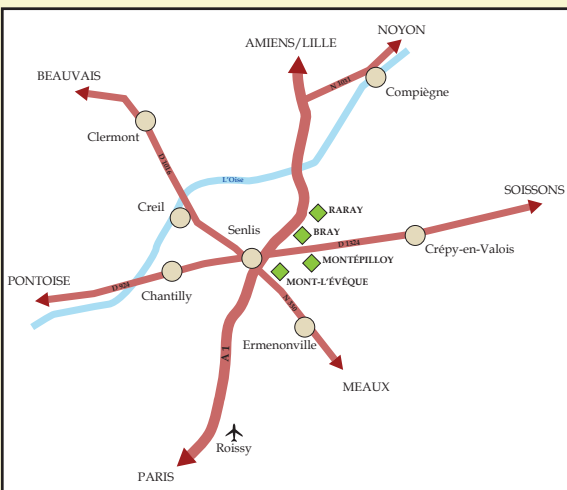 NOYON
AMIENS/LILLE
BEAUVAIS
N 1031
Compiègne
Clermont
D 1016
L'Oise
SOISSONS
Creil
RARAY
Senlis
BRAY
D 1324
Crépy-en-Valois
MONTÉPILLOY
PONTOISE
D 924
Chantilly
MONT-L'ÉVÊQUE
N 330
Ermenonville
A 1
MEAUX
Roissy
PARIS